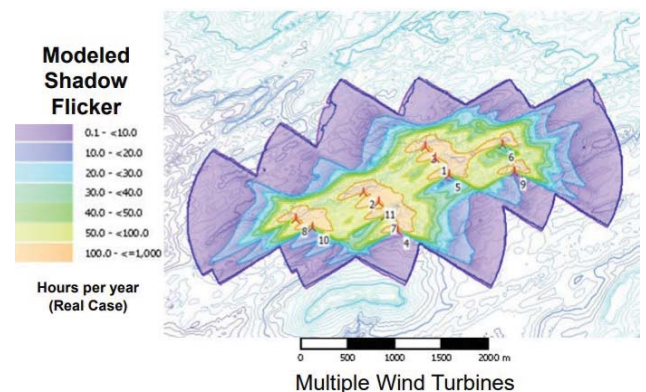 Modeled
Shadow
Flicker
0.1 - <10.0
10.0 - <20.0
20.0 - <30.0
30.0 - <40.0
40.0 - <50.0
50.0 - <100.0
100.0 - <=1,000
Hours per year
(Real Case)
3
6
1
5
9
2
11
8
10
7
4
0 500 1000 1500 2000 m
Multiple Wind Turbines